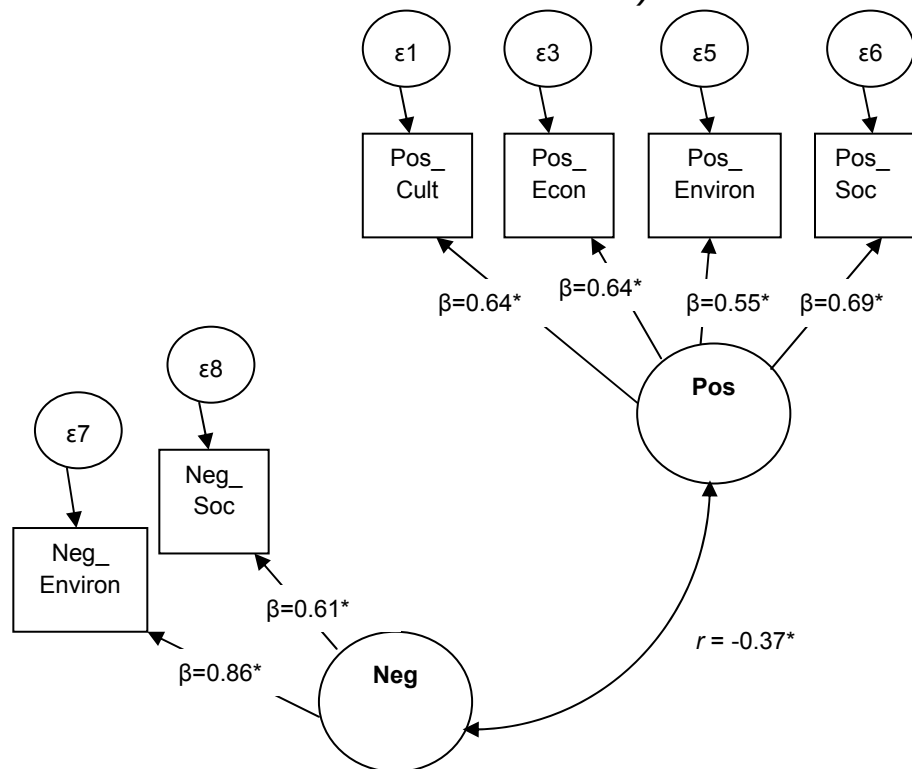 ε1
ε3
ε5
ε6
Pos_
Cult
Pos_
Econ
Pos_
Environ
Pos_
Soc
β=0.64*
β=0.64*
β=0.55*
β=0.69*
Pos
ε8
ε7
Neg_
Soc
Neg_
Environ
β=0.61*
β=0.86*
Neg
r = -0.37*